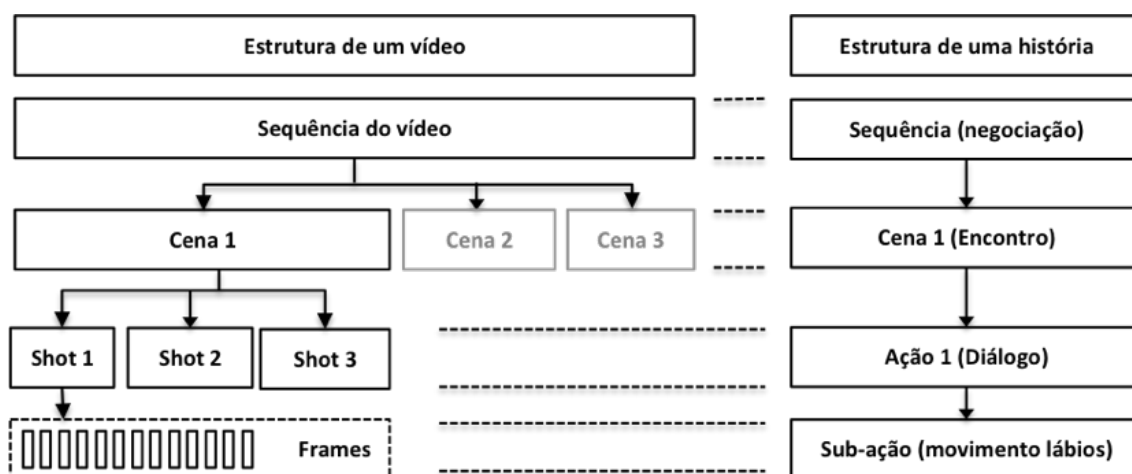 Estrutura de um vídeo
Estrutura de uma história
Sequência do vídeo
Sequência (negociação)
Cena 1
Cena 2
Cena 3
Cena 1 (Encontro)
Shot 1
Shot 2
Shot 3
Ação 1 (Diálogo)
Frames
Sub-ação (movimento lábios)